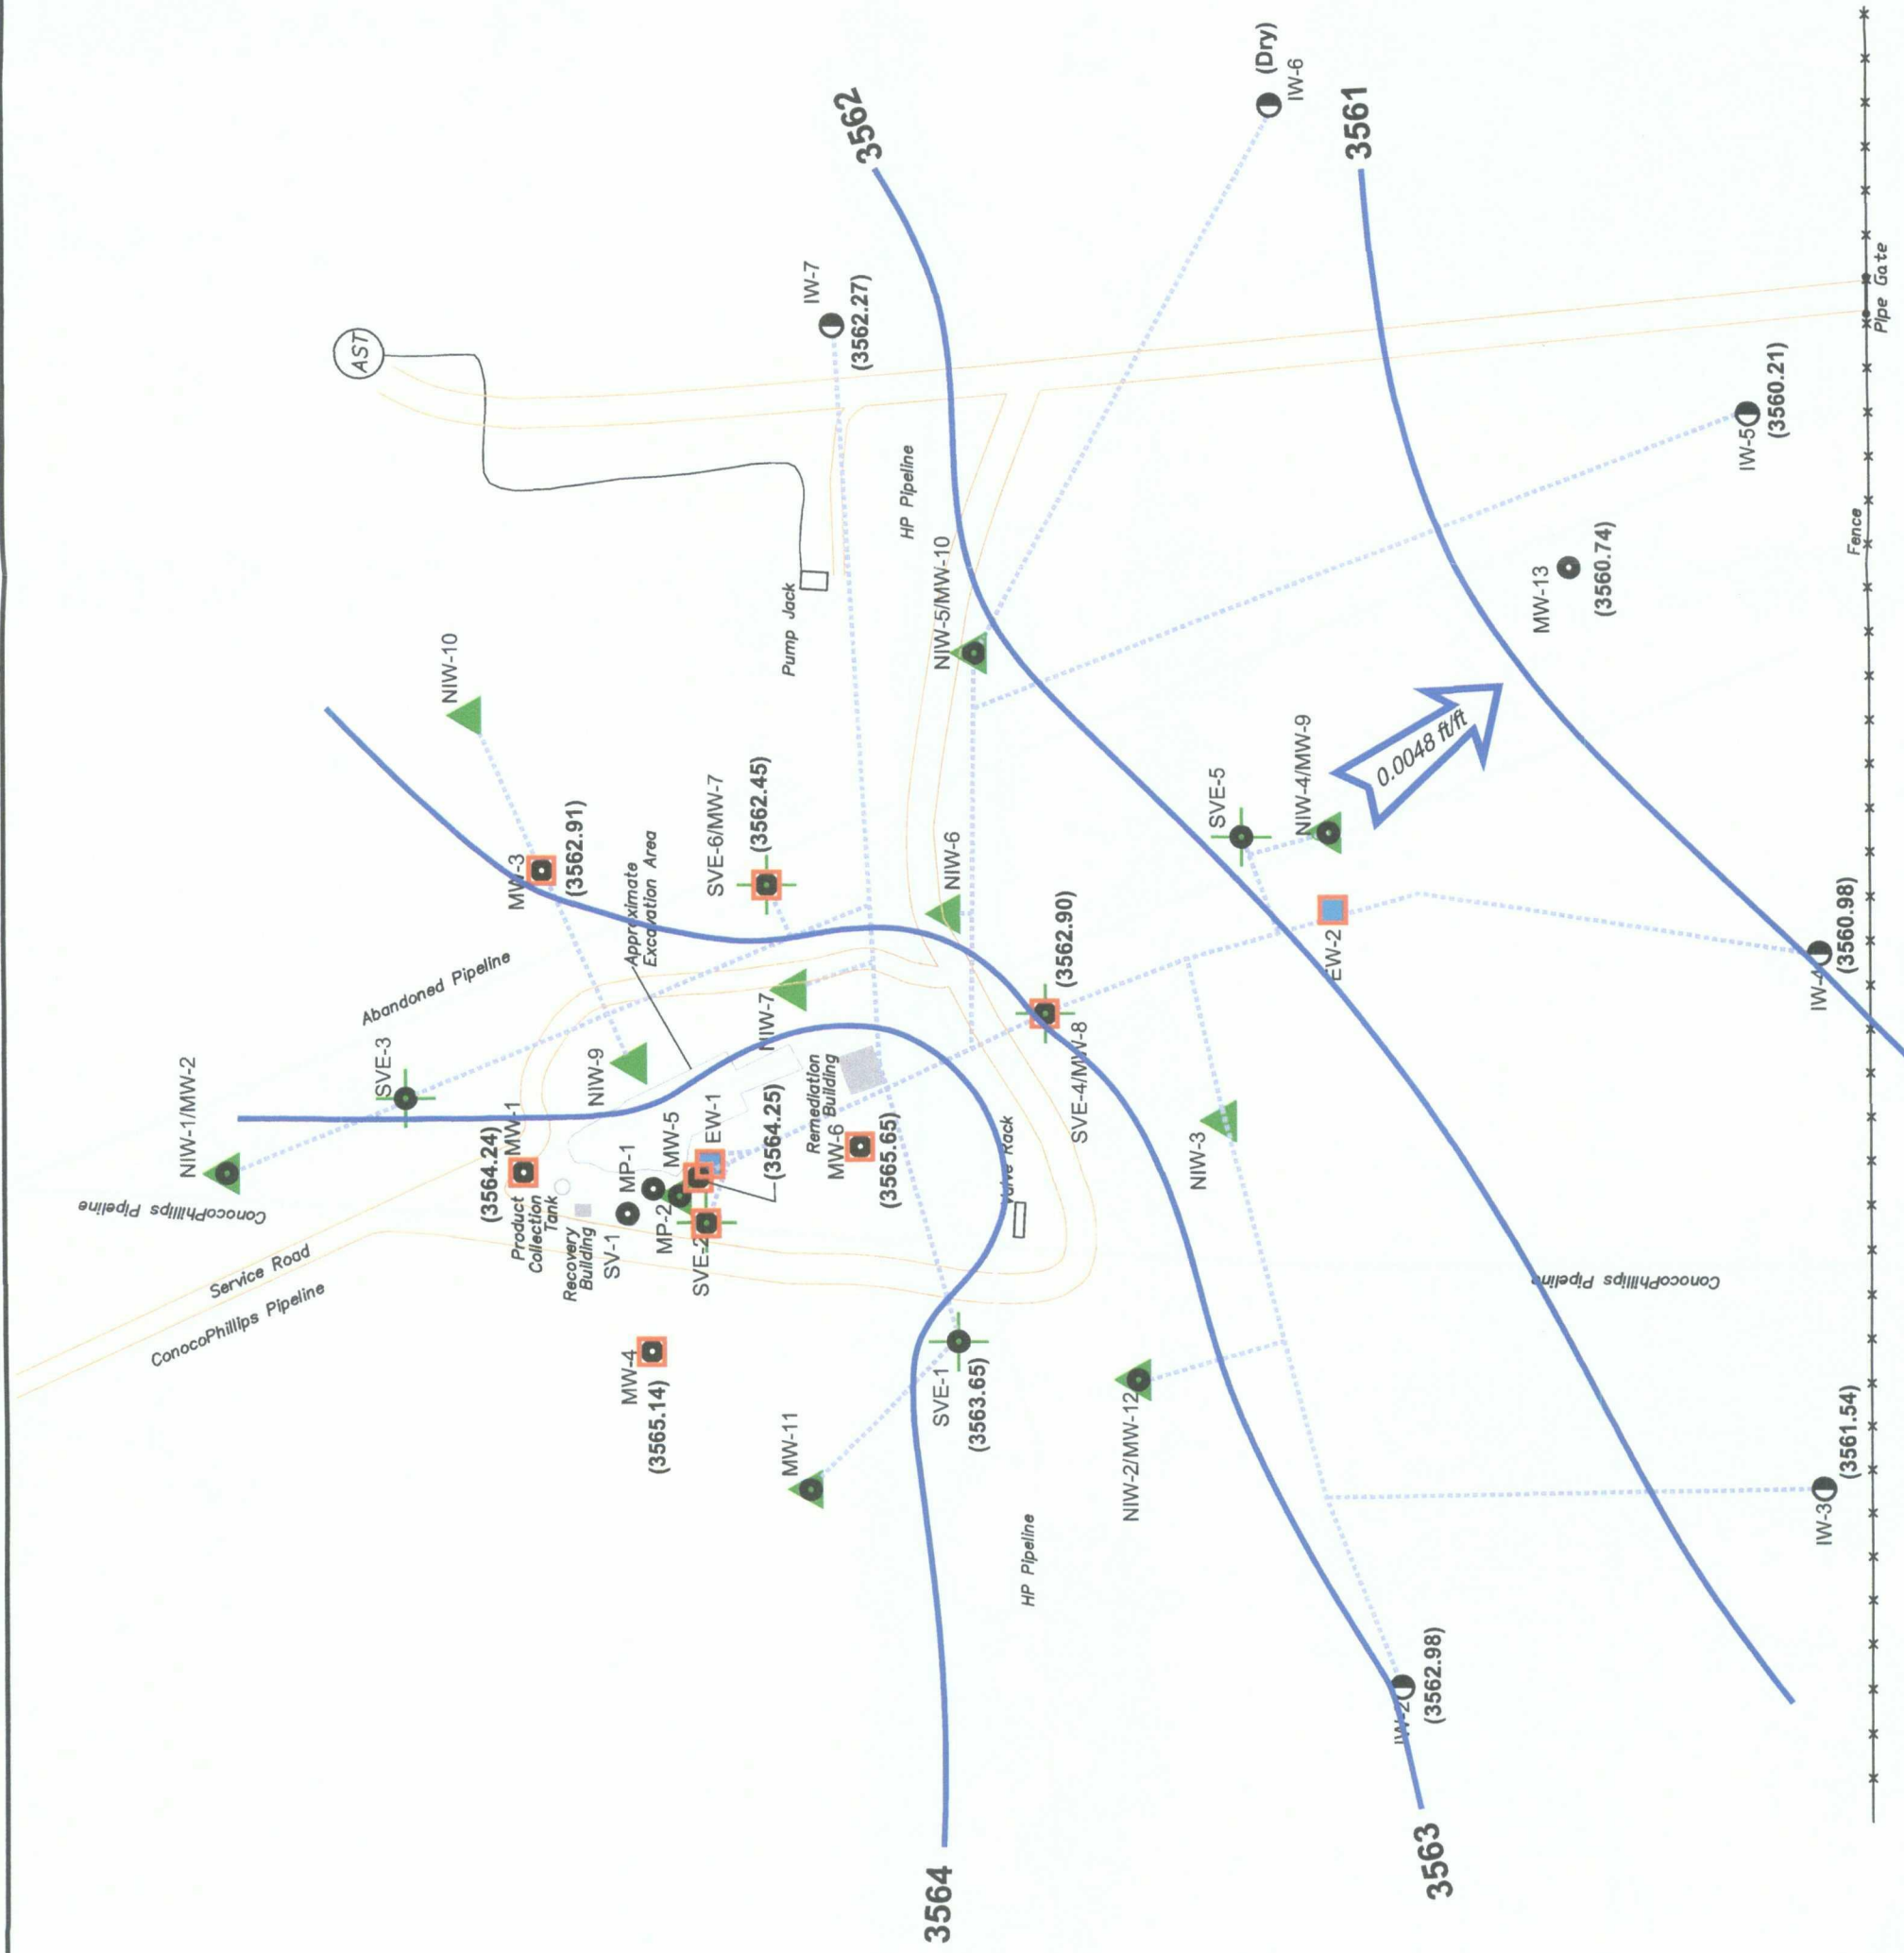 AST
3562
(Dry)
IW-6
3561
IW-7
(3562.27)
HP Pipeline
Pump Jack
NIW-5/MW-10
NIW-10
MW-3
(3562.91)
SVE-6/MW-7
(3562.45)
Approximate
Excavation Area
NIW-6
SVE-5
NIW-4/MW-9
0.0048 ft/ft
MW-13
(3560.74)
IW-5
(3560.21)
Pipe Gate
Fence
Abandoned Pipeline
NIW-1/MW-2
SVE-3
ConocoPhillips Pipeline
Service Road
ConocoPhillips Pipeline
NIW-9
NIW-7
MW-1
(3564.24)
Product
Collection
Tank
Recovery
Building
SV-1
MP-1
MP-2
MW-5
EW-1
(3564.25)
SVE-2
Remediation
Building
MW-6
(3565.65)
Valve Rack
SVE-4/MW-8
(3562.90)
EW-2
IW-4
(3560.98)
NIW-3
ConocoPhillips Pipeline
MW-4
(3565.14)
MW-11
SVE-1
(3563.65)
NIW-2/MW-12
HP Pipeline
IW-2
(3562.98)
IW-3
(3561.54)
3564
3563